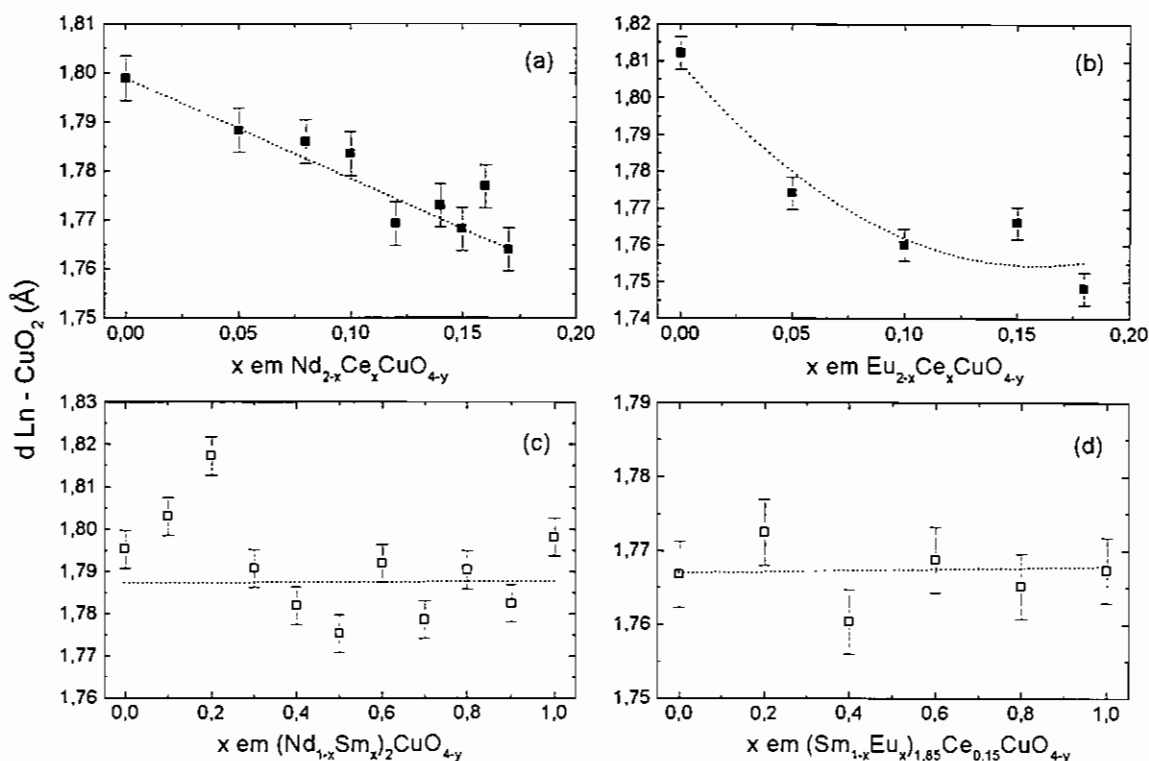 d Ln - CuO₂ (Å)
(a)
1,81
1,80
1,79
1,78
1,77
1,76
1,75
0,00 0,05 0,10 0,15 0,20
x em Nd₂₋ₓCeₓCuO₄₋ᵧ
(b)
1,82
1,81
1,80
1,79
1,78
1,77
1,76
1,75
1,74
0,00 0,05 0,10 0,15 0,20
x em Eu₂₋ₓCeₓCuO₄₋ᵧ
(c)
1,83
1,82
1,81
1,80
1,79
1,78
1,77
1,76
0,0 0,2 0,4 0,6 0,8 1,0
x em (Nd₁₋ₓSmₓ)₂CuO₄₋ᵧ
(d)
1,79
1,78
1,77
1,76
1,75
0,0 0,2 0,4 0,6 0,8 1,0
x em (Sm₁₋ₓEuₓ)₁,₈₅Ce₀,₁₅CuO₄₋ᵧ